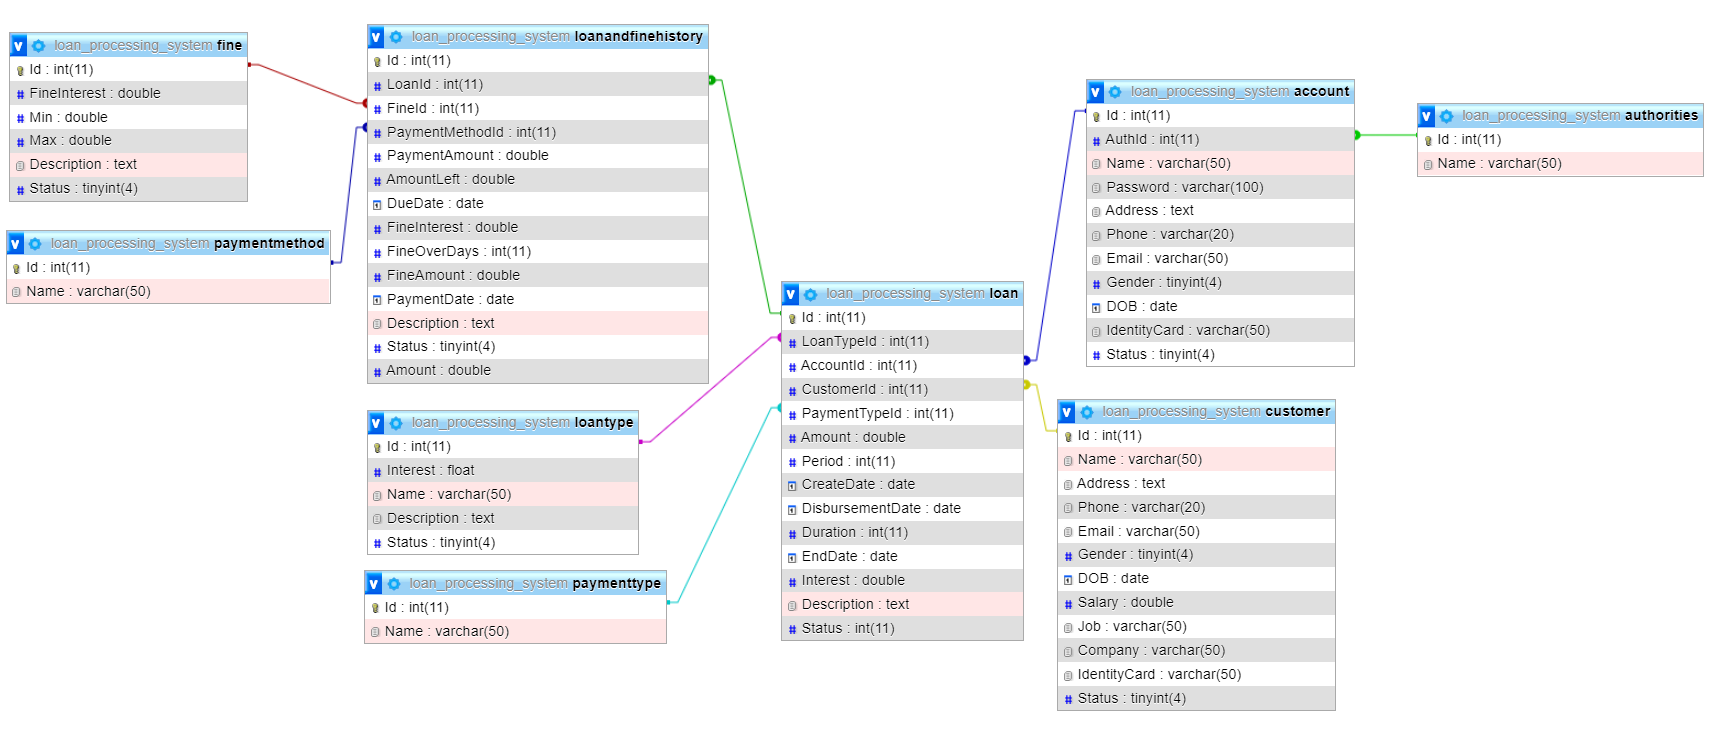 loan_processing_system fine
Id : int(11)
FineInterest : double
Min : double
Max : double
Description : text
Status : tinyint(4)
loan_processing_system paymentmethod
Id : int(11)
Name : varchar(50)
loan_processing_system loanandfinehistory
Id : int(11)
LoanId : int(11)
FineId : int(11)
PaymentMethodId : int(11)
PaymentAmount : double
AmountLeft : double
DueDate : date
FineInterest : double
FineOverDays : int(11)
FineAmount : double
PaymentDate : date
Description : text
Status : tinyint(4)
Amount : double
loan_processing_system loantype
Id : int(11)
Interest : float
Name : varchar(50)
Description : text
Status : tinyint(4)
loan_processing_system paymenttype
Id : int(11)
Name : varchar(50)
loan_processing_system loan
Id : int(11)
LoanTypeId : int(11)
AccountId : int(11)
CustomerId : int(11)
PaymentTypeId : int(11)
Amount : double
Period : int(11)
CreateDate : date
DisbursementDate : date
Duration : int(11)
EndDate : date
Interest : double
Description : text
Status : int(11)
loan_processing_system account
Id : int(11)
AuthId : int(11)
Name : varchar(50)
Password : varchar(100)
Address : text
Phone : varchar(20)
Email : varchar(50)
Gender : tinyint(4)
DOB : date
IdentityCard : varchar(50)
Status : tinyint(4)
loan_processing_system customer
Id : int(11)
Name : varchar(50)
Address : text
Phone : varchar(20)
Email : varchar(50)
Gender : tinyint(4)
DOB : date
Salary : double
Job : varchar(50)
Company : varchar(50)
IdentityCard : varchar(50)
Status : tinyint(4)
loan_processing_system authorities
Id : int(11)
Name : varchar(50)